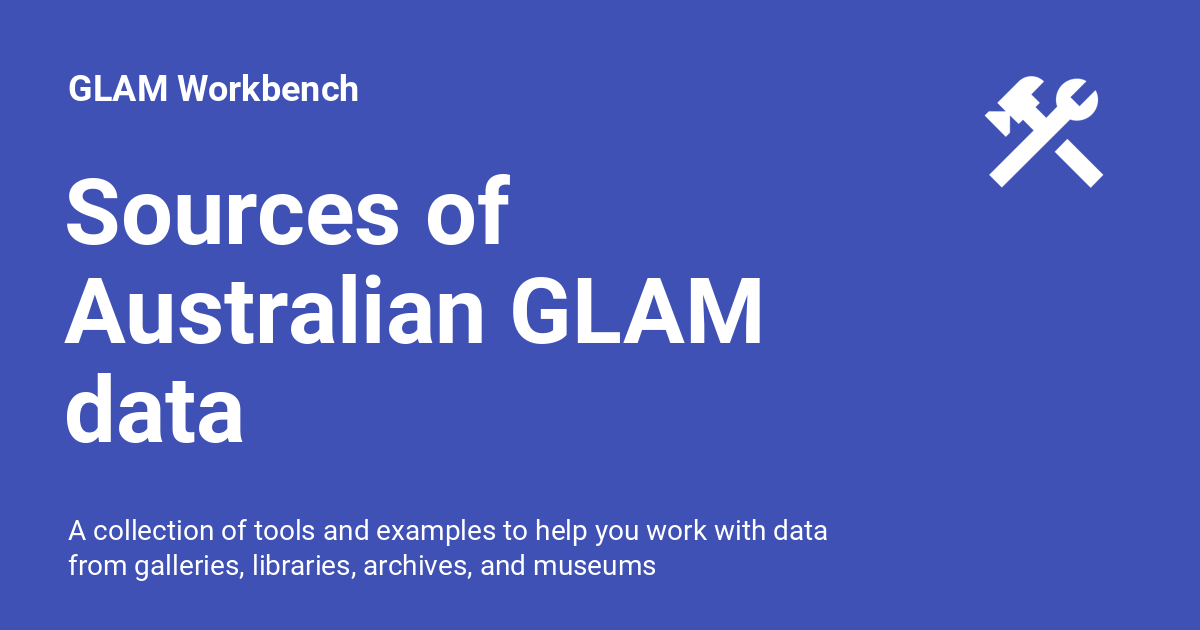 GLAM Workbench
Sources of
Australian GLAM
data
A collection of tools and examples to help you work with data
from galleries, libraries, archives, and museums